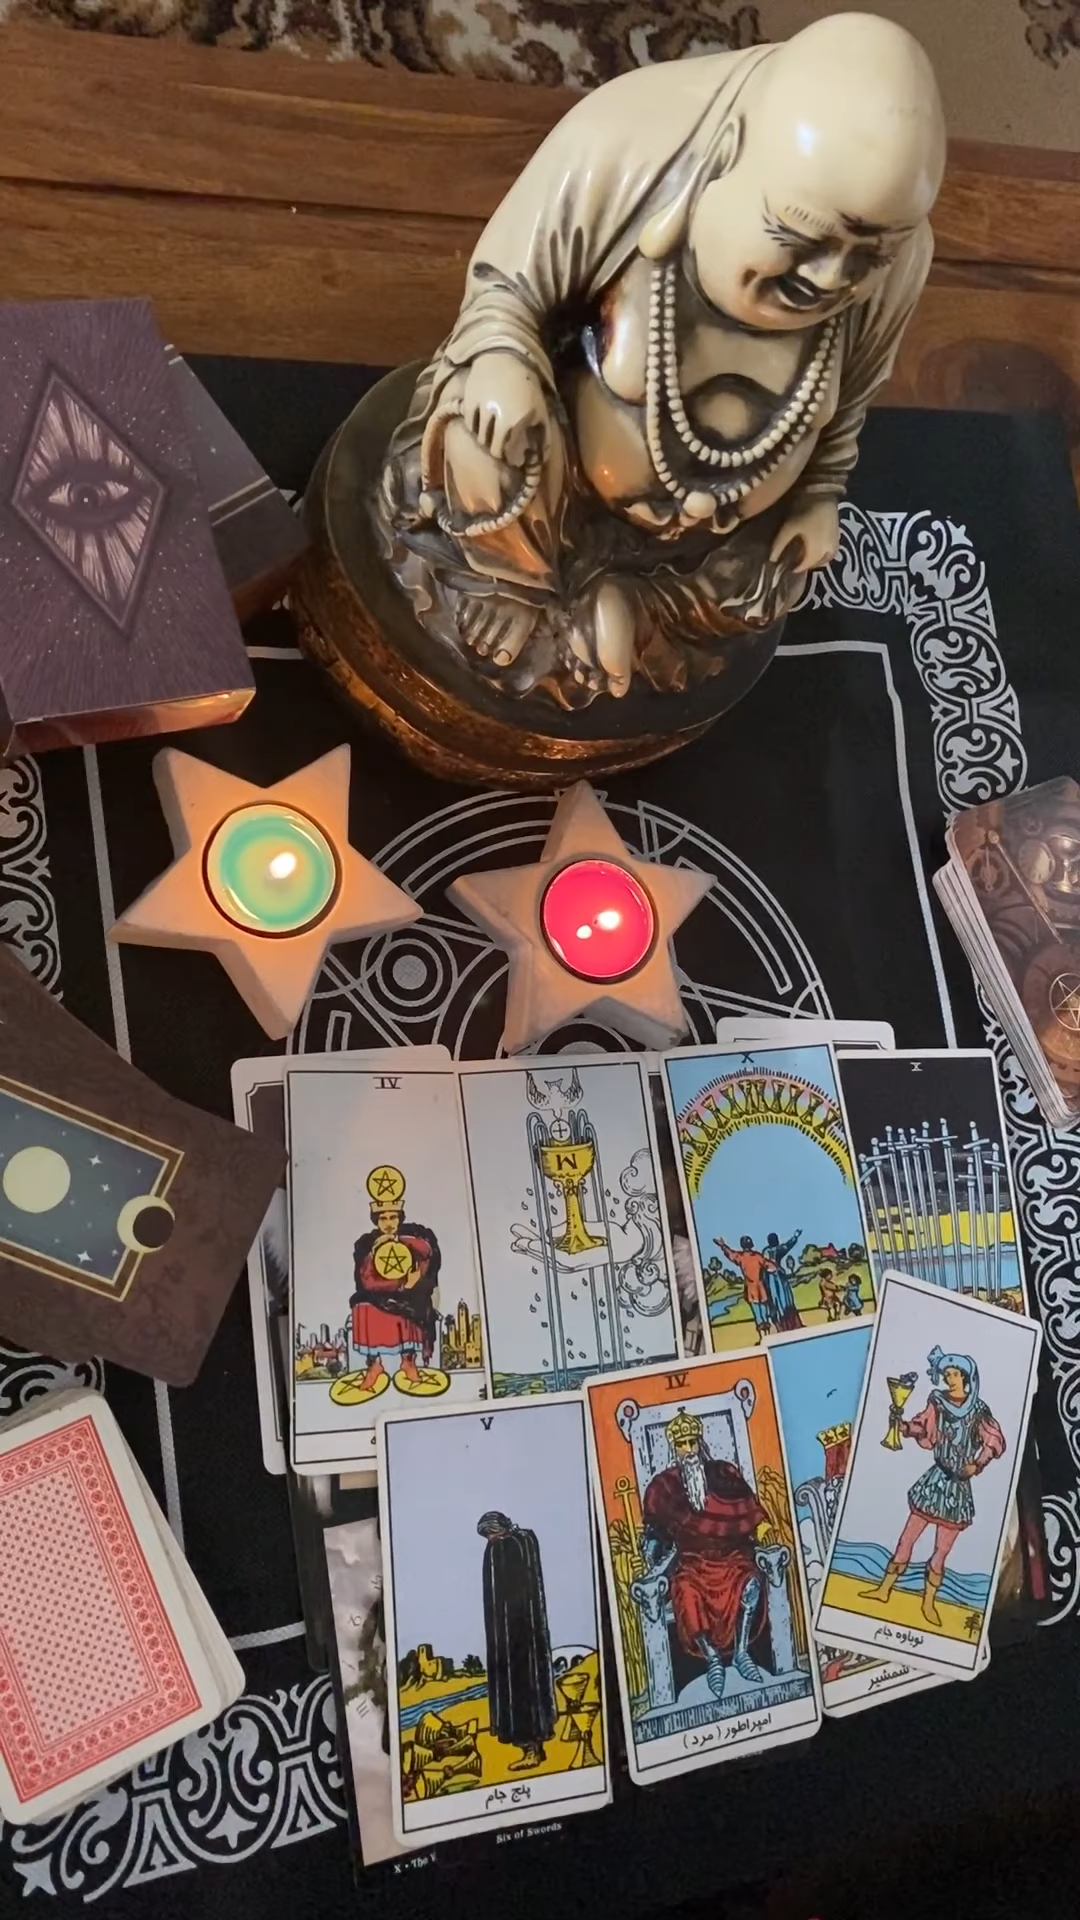 IV
X
X
M
V
IV
پنج جام
امپراطور ( مرد )
نوباوه جام
شمشیر
Six of Swords
X • The